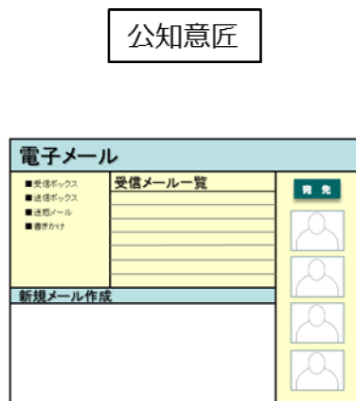 公知意匠
電子メール
■受信ボックス
■送信ボックス
■迷惑メール
■書きかけ
受信メール一覧
宛先
新規メール作成